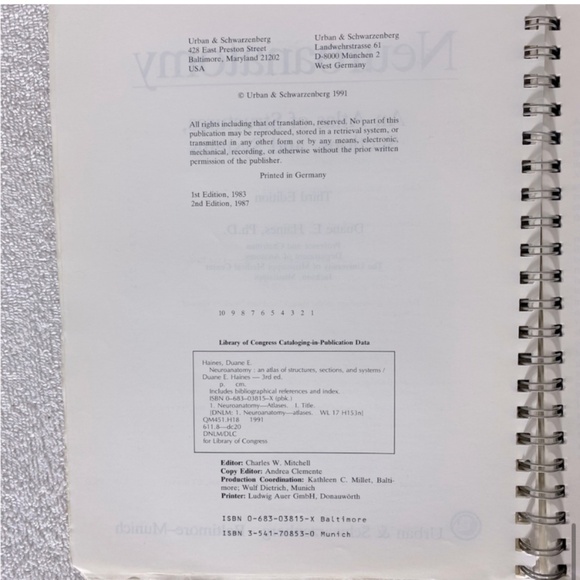 Urban & Schwarzenberg
428 East Preston Street
Baltimore, Maryland 21202
USA
Urban & Schwarzenberg
Landwehrstrasse 61
D-8000 München 2
West Germany
© Urban & Schwarzenberg 1991
All rights including that of translation, reserved. No part of this
publication may be reproduced, stored in a retrieval system, or
transmitted in any other form or by any means, electronic,
mechanical, recording, or otherwise without the prior written
permission of the publisher.
Printed in Germany
1st Edition, 1983
2nd Edition, 1987
10 9 8 7 6 5 4 3 2 1
Library of Congress Cataloging-in-Publication Data
Haines, Duane E.
Neuroanatomy : an atlas of structures, sections, and systems /
Duane E. Haines — 3rd ed.
p. cm.
Includes bibliographical references and index.
ISBN 0-683-03815-X (pbk.)
1. Neuroanatomy—Atlases. I. Title.
[DNLM: 1. Neuroanatomy—atlases. WL 17 H153n]
QM451.H18 1991
611.8—dc20
DNLM/DLC
for Library of Congress
Editor: Charles W. Mitchell
Copy Editor: Andrea Clemente
Production Coordination: Kathleen C. Millet, Balti-
more; Wulf Dietrich, Munich
Printer: Ludwig Auer GmbH, Donauwörth
ISBN 0-683-03815-X Baltimore
ISBN 3-541-70853-0 Munich